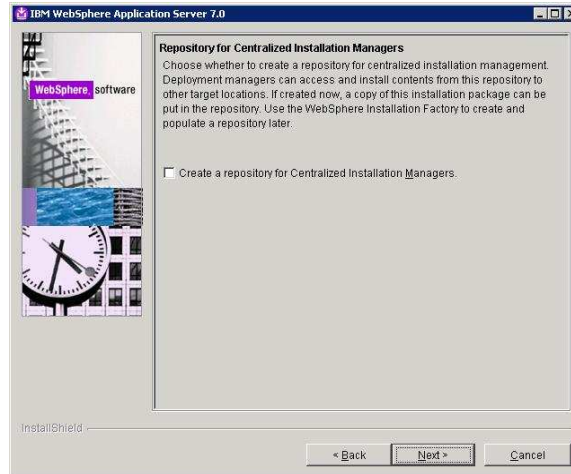 IBM WebSphere Application Server 7.0
WebSphere. software
Repository for Centralized Installation Managers
Choose whether to create a repository for centralized installation management.
Deployment managers can access and install contents from this repository to
other target locations. If created now, a copy of this installation package can be
put in the repository. Use the WebSphere Installation Factory to create and
populate a repository later.
Create a repository for Centralized Installation Managers.
InstallShield
< Back
Next >
Cancel